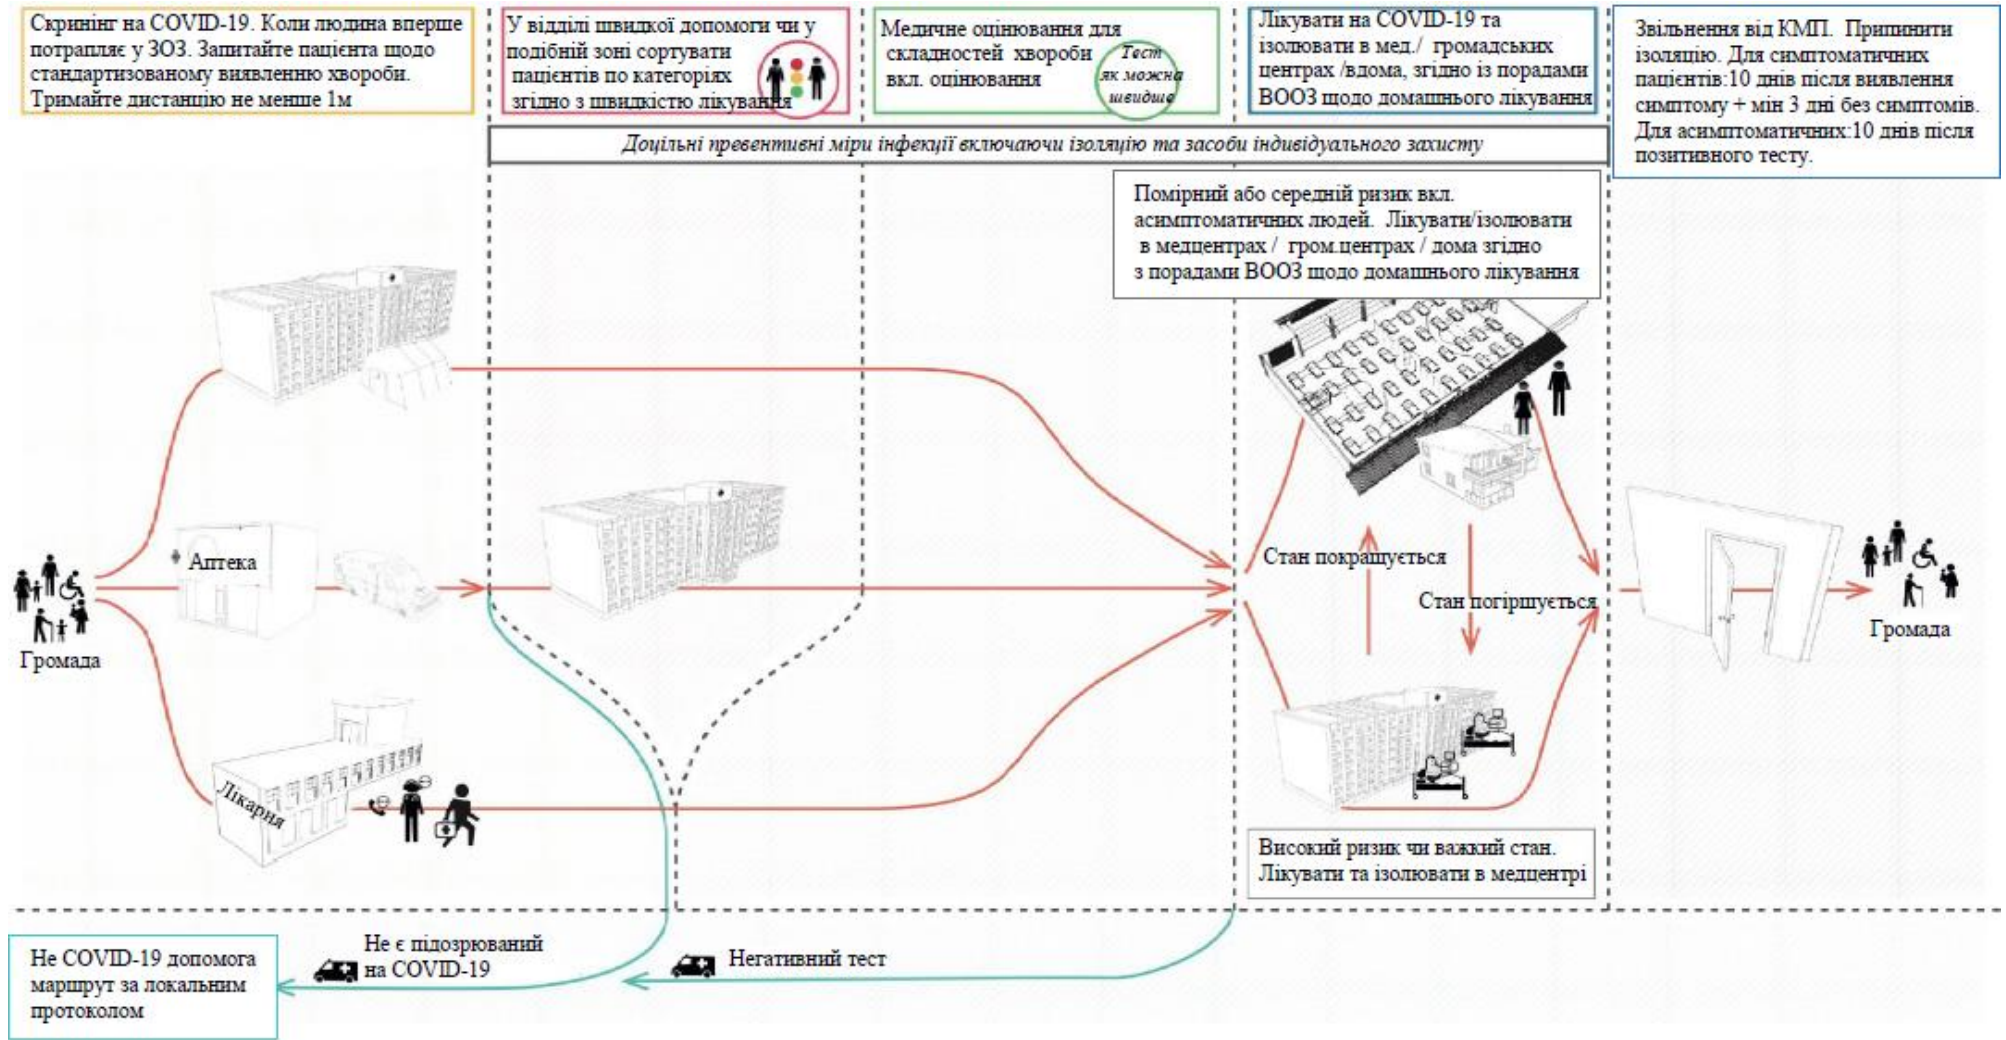 Скринінг на COVID-19. Коли людина вперше
потрапляє у ЗОЗ. Запитайте пацієнта щодо
стандартизованому виявленню хвороби.
Тримайте дистанцію не менше 1м
У відділі швидкої допомоги чи у
подібній зоні сортувати
пацієнтів по категоріях
згідно з швидкістю лікування
Медичне оцінювання для
складностей хвороби
вкл. оцінювання
Тест
як можна
швидше
Лікувати на COVID-19 та
ізолювати в мед./ громадських
центрах /вдома, згідно із порадами
ВООЗ щодо домашнього лікування
Звільнення від КМП. Припинити
ізоляцію. Для симптоматичних
пацієнтів:10 днів після виявлення
симптому + мін 3 дні без симптомів.
Для асимптоматичних:10 днів після
позитивного тесту.
Доцільні превентивні міри інфекції включаючи ізоляцію та засоби індивідуального захисту
Помірний або середній ризик вкл.
асимптоматичних людей. Лікувати/ізолювати
в медцентрах / гром.центрах / дома згідно
з порадами ВООЗ щодо домашнього лікування
Аптека
Стан покращується
Стан погіршується
Громада
Громада
Лікарня
Високий ризик чи важкий стан.
Лікувати та ізолювати в медцентрі
Не COVID-19 допомога
маршрут за локальним
протоколом
Не є підозрюваний
на COVID-19
Негативний тест